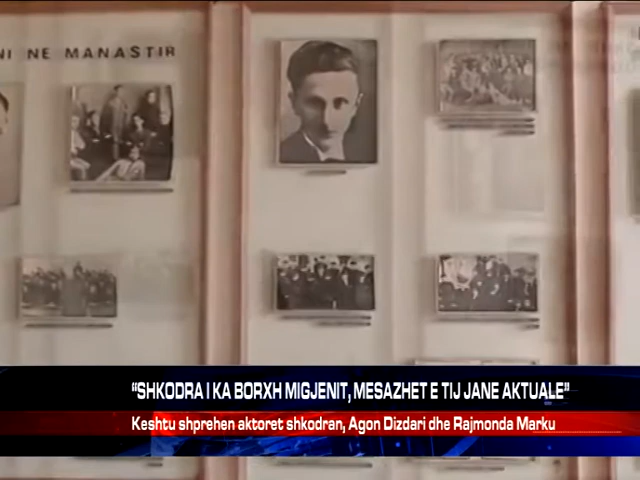 NI NE MANASTIR
“SHKODRA I KA BORXH MIGJENIT, MESAZHET E TIJ JANE AKTUALE”
Keshtu shprehen aktoret shkodran, Agon Dizdari dhe Rajmonda Marku